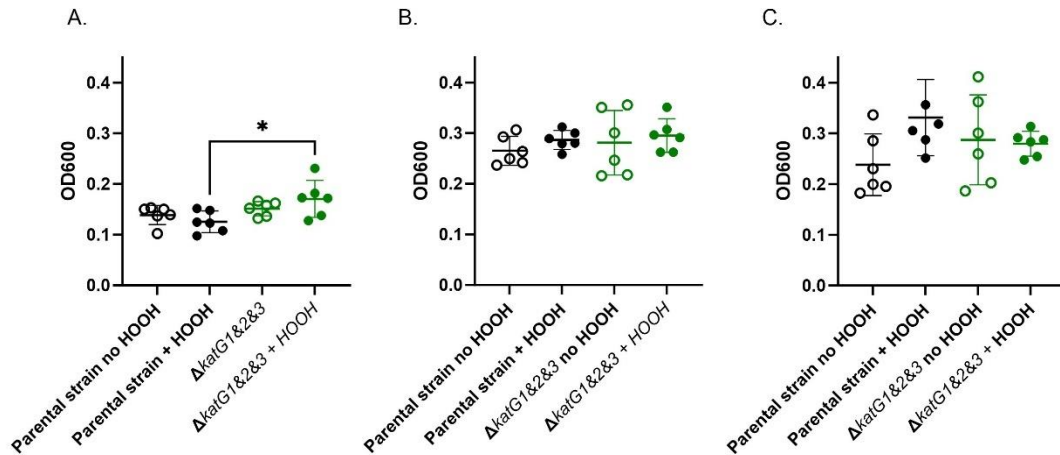 A.
OD600
0.4
0.3
0.2
0.1
0.0
*
Parental strain no HOOH
Parental strain + HOOH
ΔkatG1&2&3
ΔkatG1&2&3 + HOOH
B.
OD600
0.4
0.3
0.2
0.1
0.0
Parental strain no HOOH
Parental strain + HOOH
ΔkatG1&2&3 no HOOH
ΔkatG1&2&3 + HOOH
C.
OD600
0.4
0.3
0.2
0.1
0.0
Parental strain no HOOH
Parental strain + HOOH
ΔkatG1&2&3 no HOOH
ΔkatG1&2&3 + HOOH